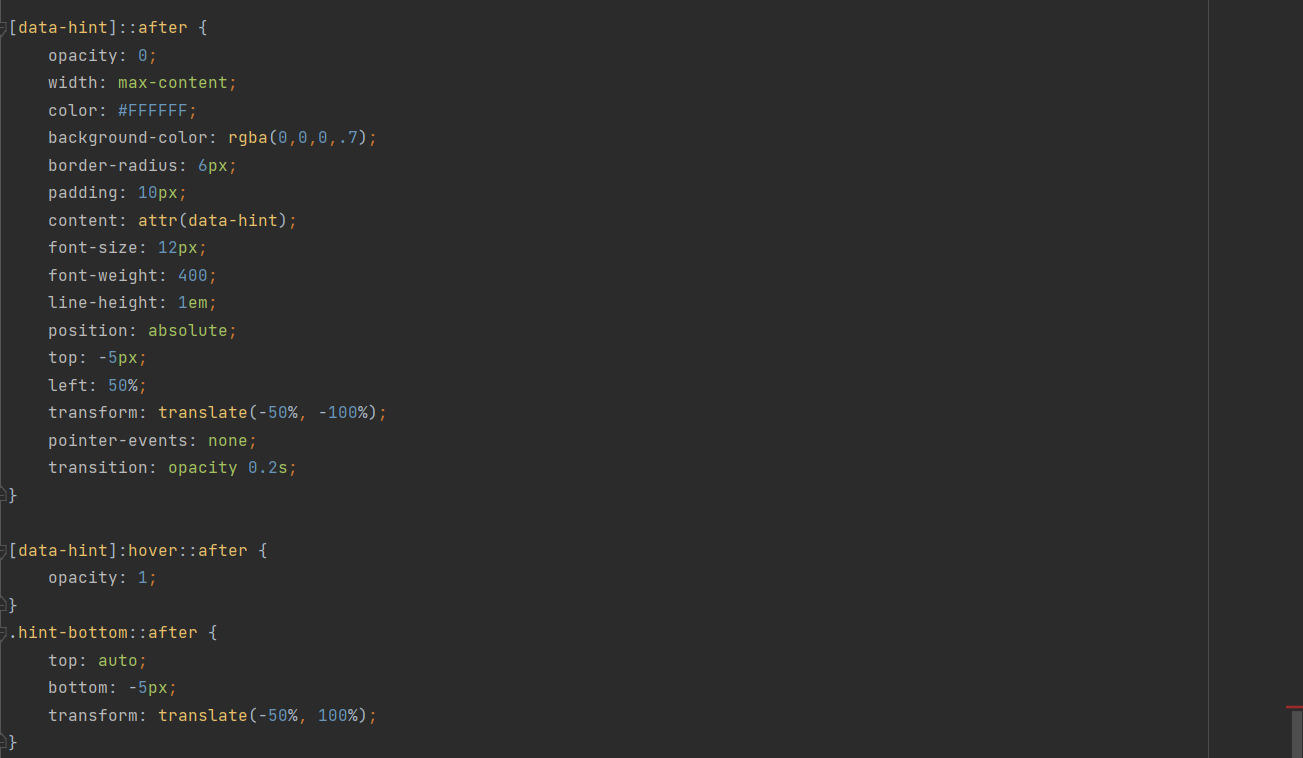 [data-hint]::after {
    opacity: 0;
    width: max-content;
    color: #FFFFFF;
    background-color: rgba(0,0,0,.7);
    border-radius: 6px;
    padding: 10px;
    content: attr(data-hint);
    font-size: 12px;
    font-weight: 400;
    line-height: 1em;
    position: absolute;
    top: -5px;
    left: 50%;
    transform: translate(-50%, -100%);
    pointer-events: none;
    transition: opacity 0.2s;
}

[data-hint]:hover::after {
    opacity: 1;
}
.hint-bottom::after {
    top: auto;
    bottom: -5px;
    transform: translate(-50%, 100%);
}